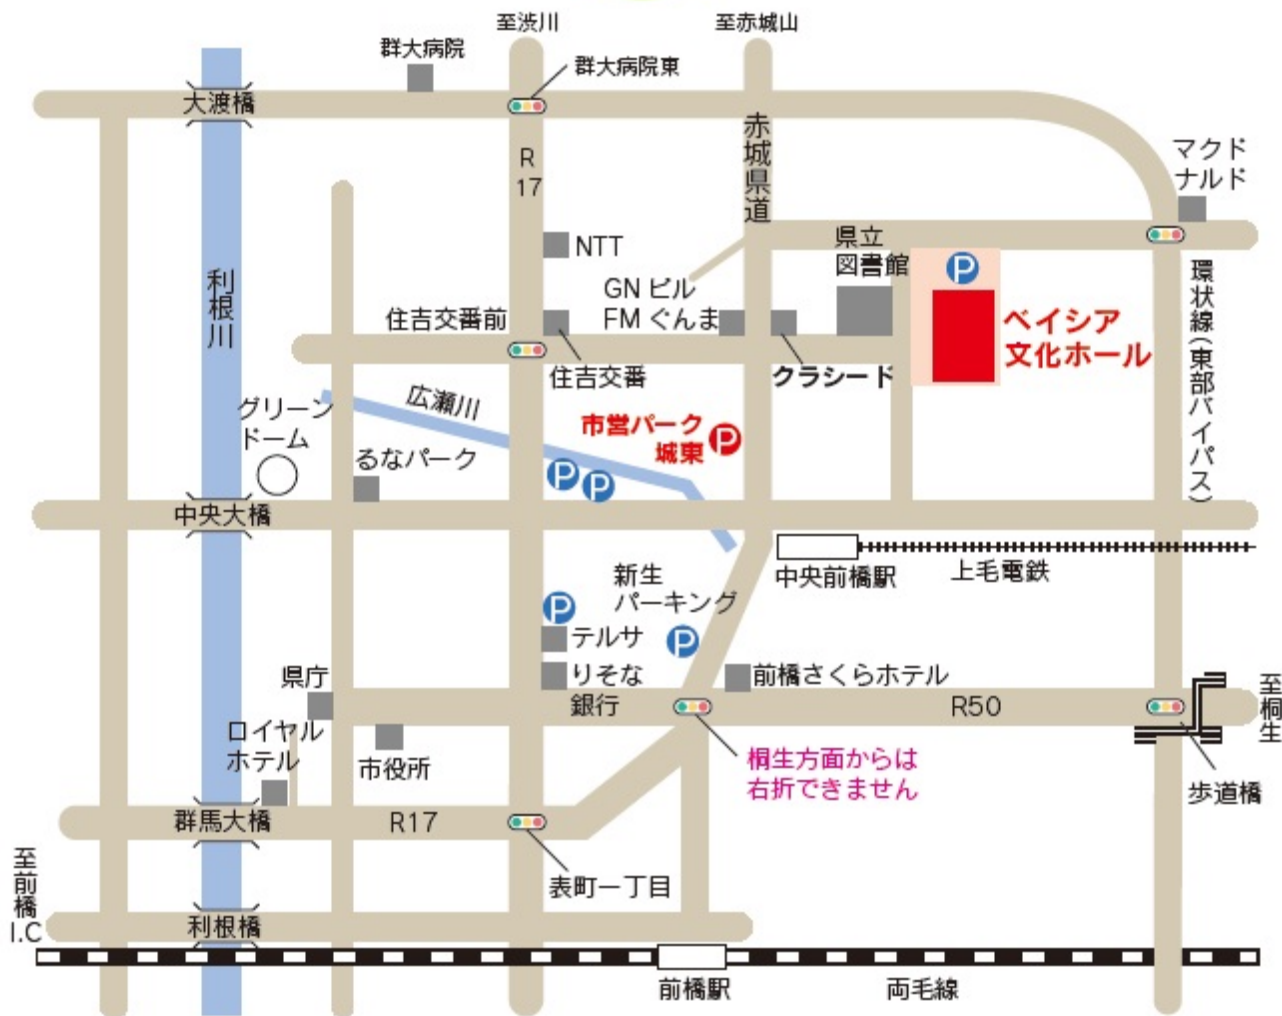 至渋川
至赤城山
群大病院
群大病院東
大渡橋
R
17
赤城県道
マクド
ナルド
NTT
県立
図書館
P
利根川
GN ビル
FM ぐんま
住吉交番前
ベイシア
文化ホール
環状線(東部バイパス)
住吉交番
クラシード
広瀬川
グリーン
ドーム
市営パーク
城東
P
るなパーク
P
P
中央大橋
中央前橋駅
上毛電鉄
新生
パーキング
P
P
テルサ
りそな
銀行
前橋さくらホテル
県庁
R50
至桐生
ロイヤル
ホテル
市役所
桐生方面からは
右折できません
歩道橋
群馬大橋
R17
至前橋
I.C
表町一丁目
利根橋
前橋駅
両毛線